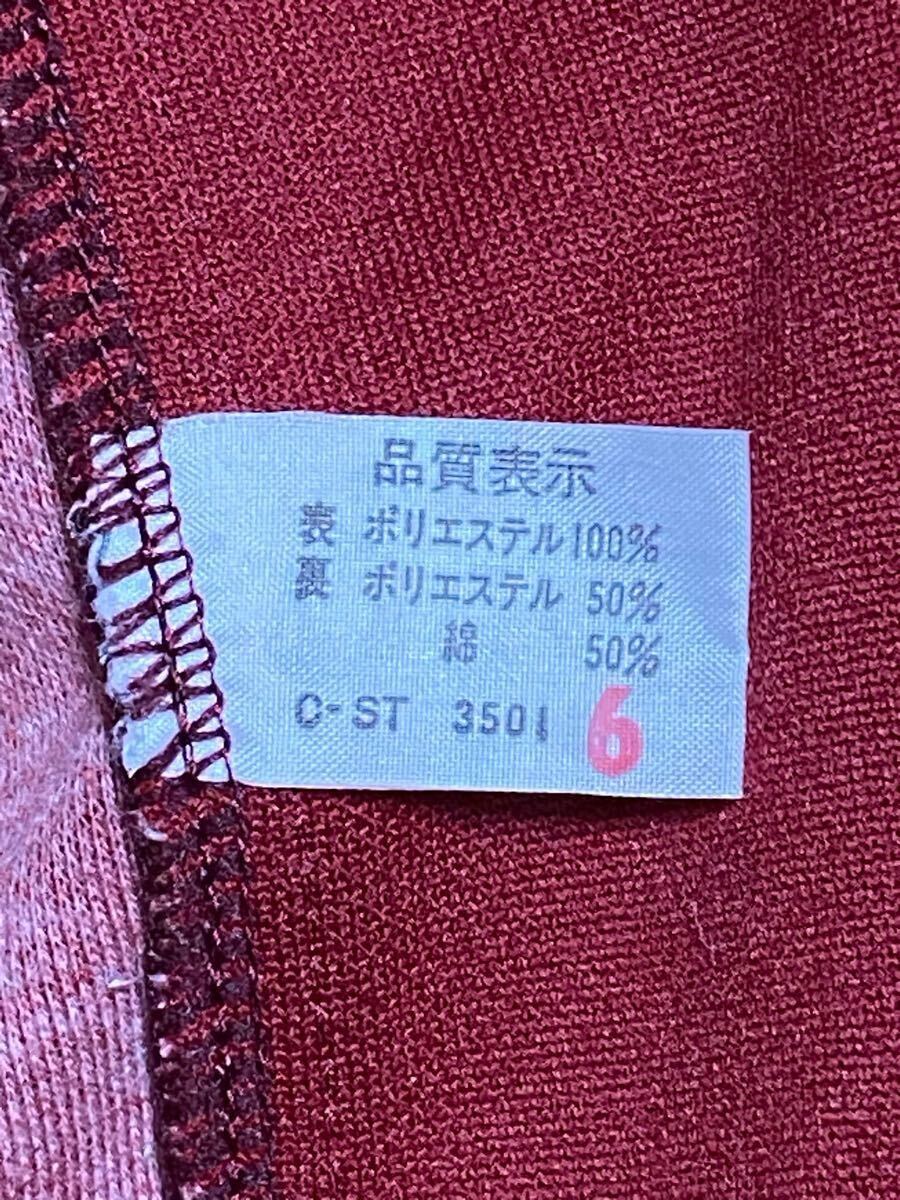 品質表示
表 ポリエステル 100%
裏 ポリエステル 50%
綿 50%
C-ST 3501 6